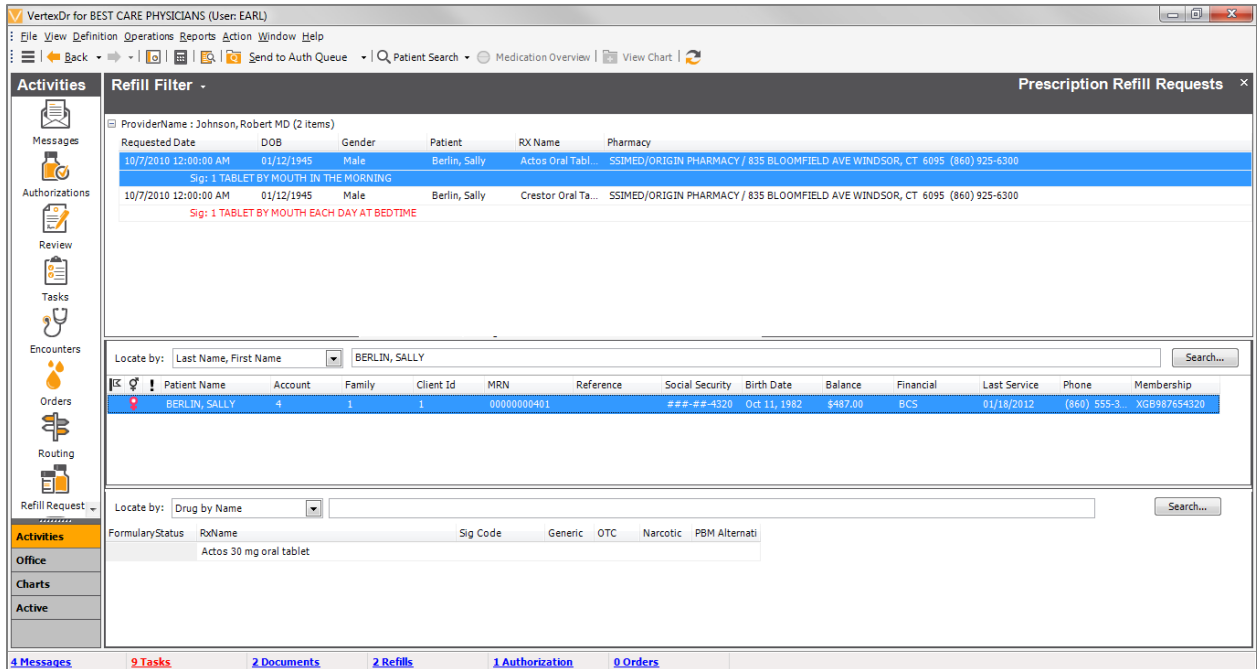 VertexDr for BEST CARE PHYSICIANS (User: EARL)
File View Definition Operations Reports Action Window Help
Back Send to Auth Queue Patient Search Medication Overview View Chart
Activities Refill Filter Prescription Refill Requests
Messages
Authorizations
Review
Tasks
Encounters
Orders
Routing
Refill Request
Activities
Office
Charts
Active
ProviderName : Johnson, Robert MD (2 items)
Requested Date DOB Gender Patient RX Name Pharmacy
10/7/2010 12:00:00 AM 01/12/1945 Male Berlin, Sally Actos Oral Tabl... SSIMED/ORIGIN PHARMACY / 835 BLOOMFIELD AVE WINDSOR, CT 6095 (860) 925-6300
Sig: 1 TABLET BY MOUTH IN THE MORNING
10/7/2010 12:00:00 AM 01/12/1945 Male Berlin, Sally Crestor Oral Ta... SSIMED/ORIGIN PHARMACY / 835 BLOOMFIELD AVE WINDSOR, CT 6095 (860) 925-6300
Sig: 1 TABLET BY MOUTH EACH DAY AT BEDTIME
Locate by: Last Name, First Name BERLIN, SALLY Search...
Patient Name Account Family Client Id MRN Reference Social Security Birth Date Balance Financial Last Service Phone Membership
BERLIN, SALLY 4 1 1 00000000401 ###-##-4320 Oct 11, 1982 $487.00 BCS 01/18/2012 (860) 555-3... XGB987654320
Locate by: Drug by Name Search...
FormularyStatus RxName Sig Code Generic OTC Narcotic PBM Alternati
Actos 30 mg oral tablet
4 Messages 9 Tasks 2 Documents 2 Refills 1 Authorization 0 Orders